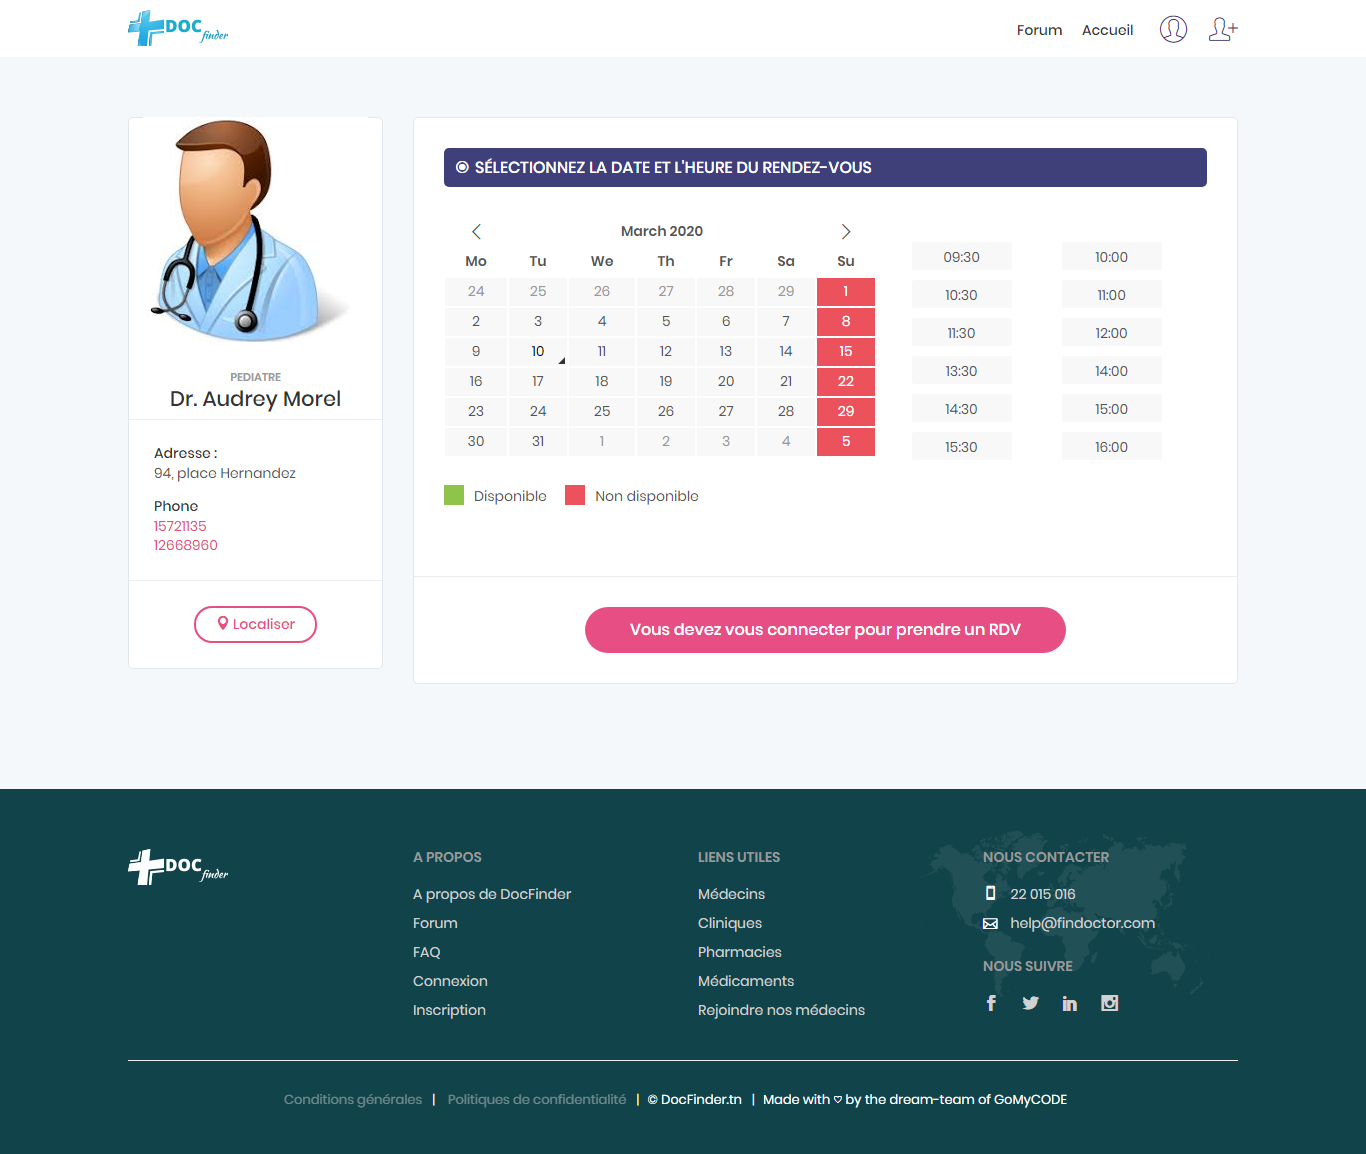 DOC finder
Forum Accueil
PEDIATRE
Dr. Audrey Morel
Adresse :
94, place Hernandez
Phone
15721135
12668960
Localiser
SÉLECTIONNEZ LA DATE ET L'HEURE DU RENDEZ-VOUS
March 2020
Mo Tu We Th Fr Sa Su
24 25 26 27 28 29 1
2 3 4 5 6 7 8
9 10 11 12 13 14 15
16 17 18 19 20 21 22
23 24 25 26 27 28 29
30 31 1 2 3 4 5
09:30 10:00
10:30 11:00
11:30 12:00
13:30 14:00
14:30 15:00
15:30 16:00
Disponible Non disponible
Vous devez vous connecter pour prendre un RDV
DOC finder
A PROPOS
A propos de DocFinder
Forum
FAQ
Connexion
Inscription
LIENS UTILES
Médecins
Cliniques
Pharmacies
Médicaments
Rejoindre nos médecins
NOUS CONTACTER
22 015 016
help@findoctor.com
NOUS SUIVRE
Conditions générales | Politiques de confidentialité | © DocFinder.tn | Made with ♡ by the dream-team of GoMyCODE